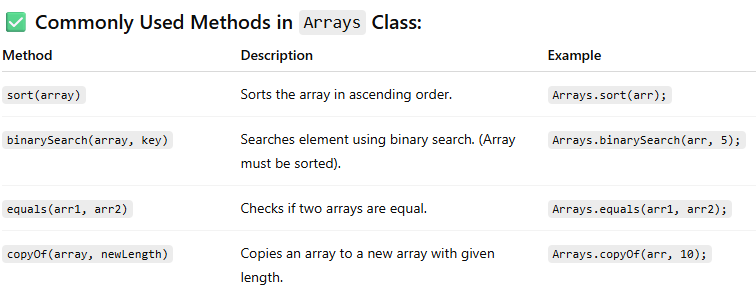 ✅ Commonly Used Methods in Arrays Class:
Method Description Example
sort(array) Sorts the array in ascending order. Arrays.sort(arr);
binarySearch(array, key) Searches element using binary search. (Array Arrays.binarySearch(arr, 5);
must be sorted).
equals(arr1, arr2) Checks if two arrays are equal. Arrays.equals(arr1, arr2);
copyOf(array, newLength) Copies an array to a new array with given Arrays.copyOf(arr, 10);
length.